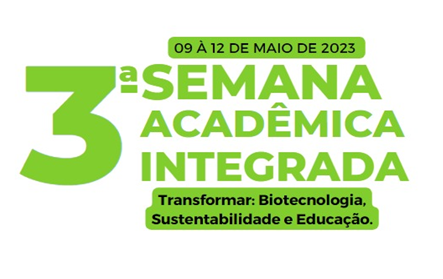 09 À 12 DE MAIO DE 2023
3ª SEMANA
ACADÊMICA
INTEGRADA
Transformar: Biotecnologia,
Sustentabilidade e Educação.